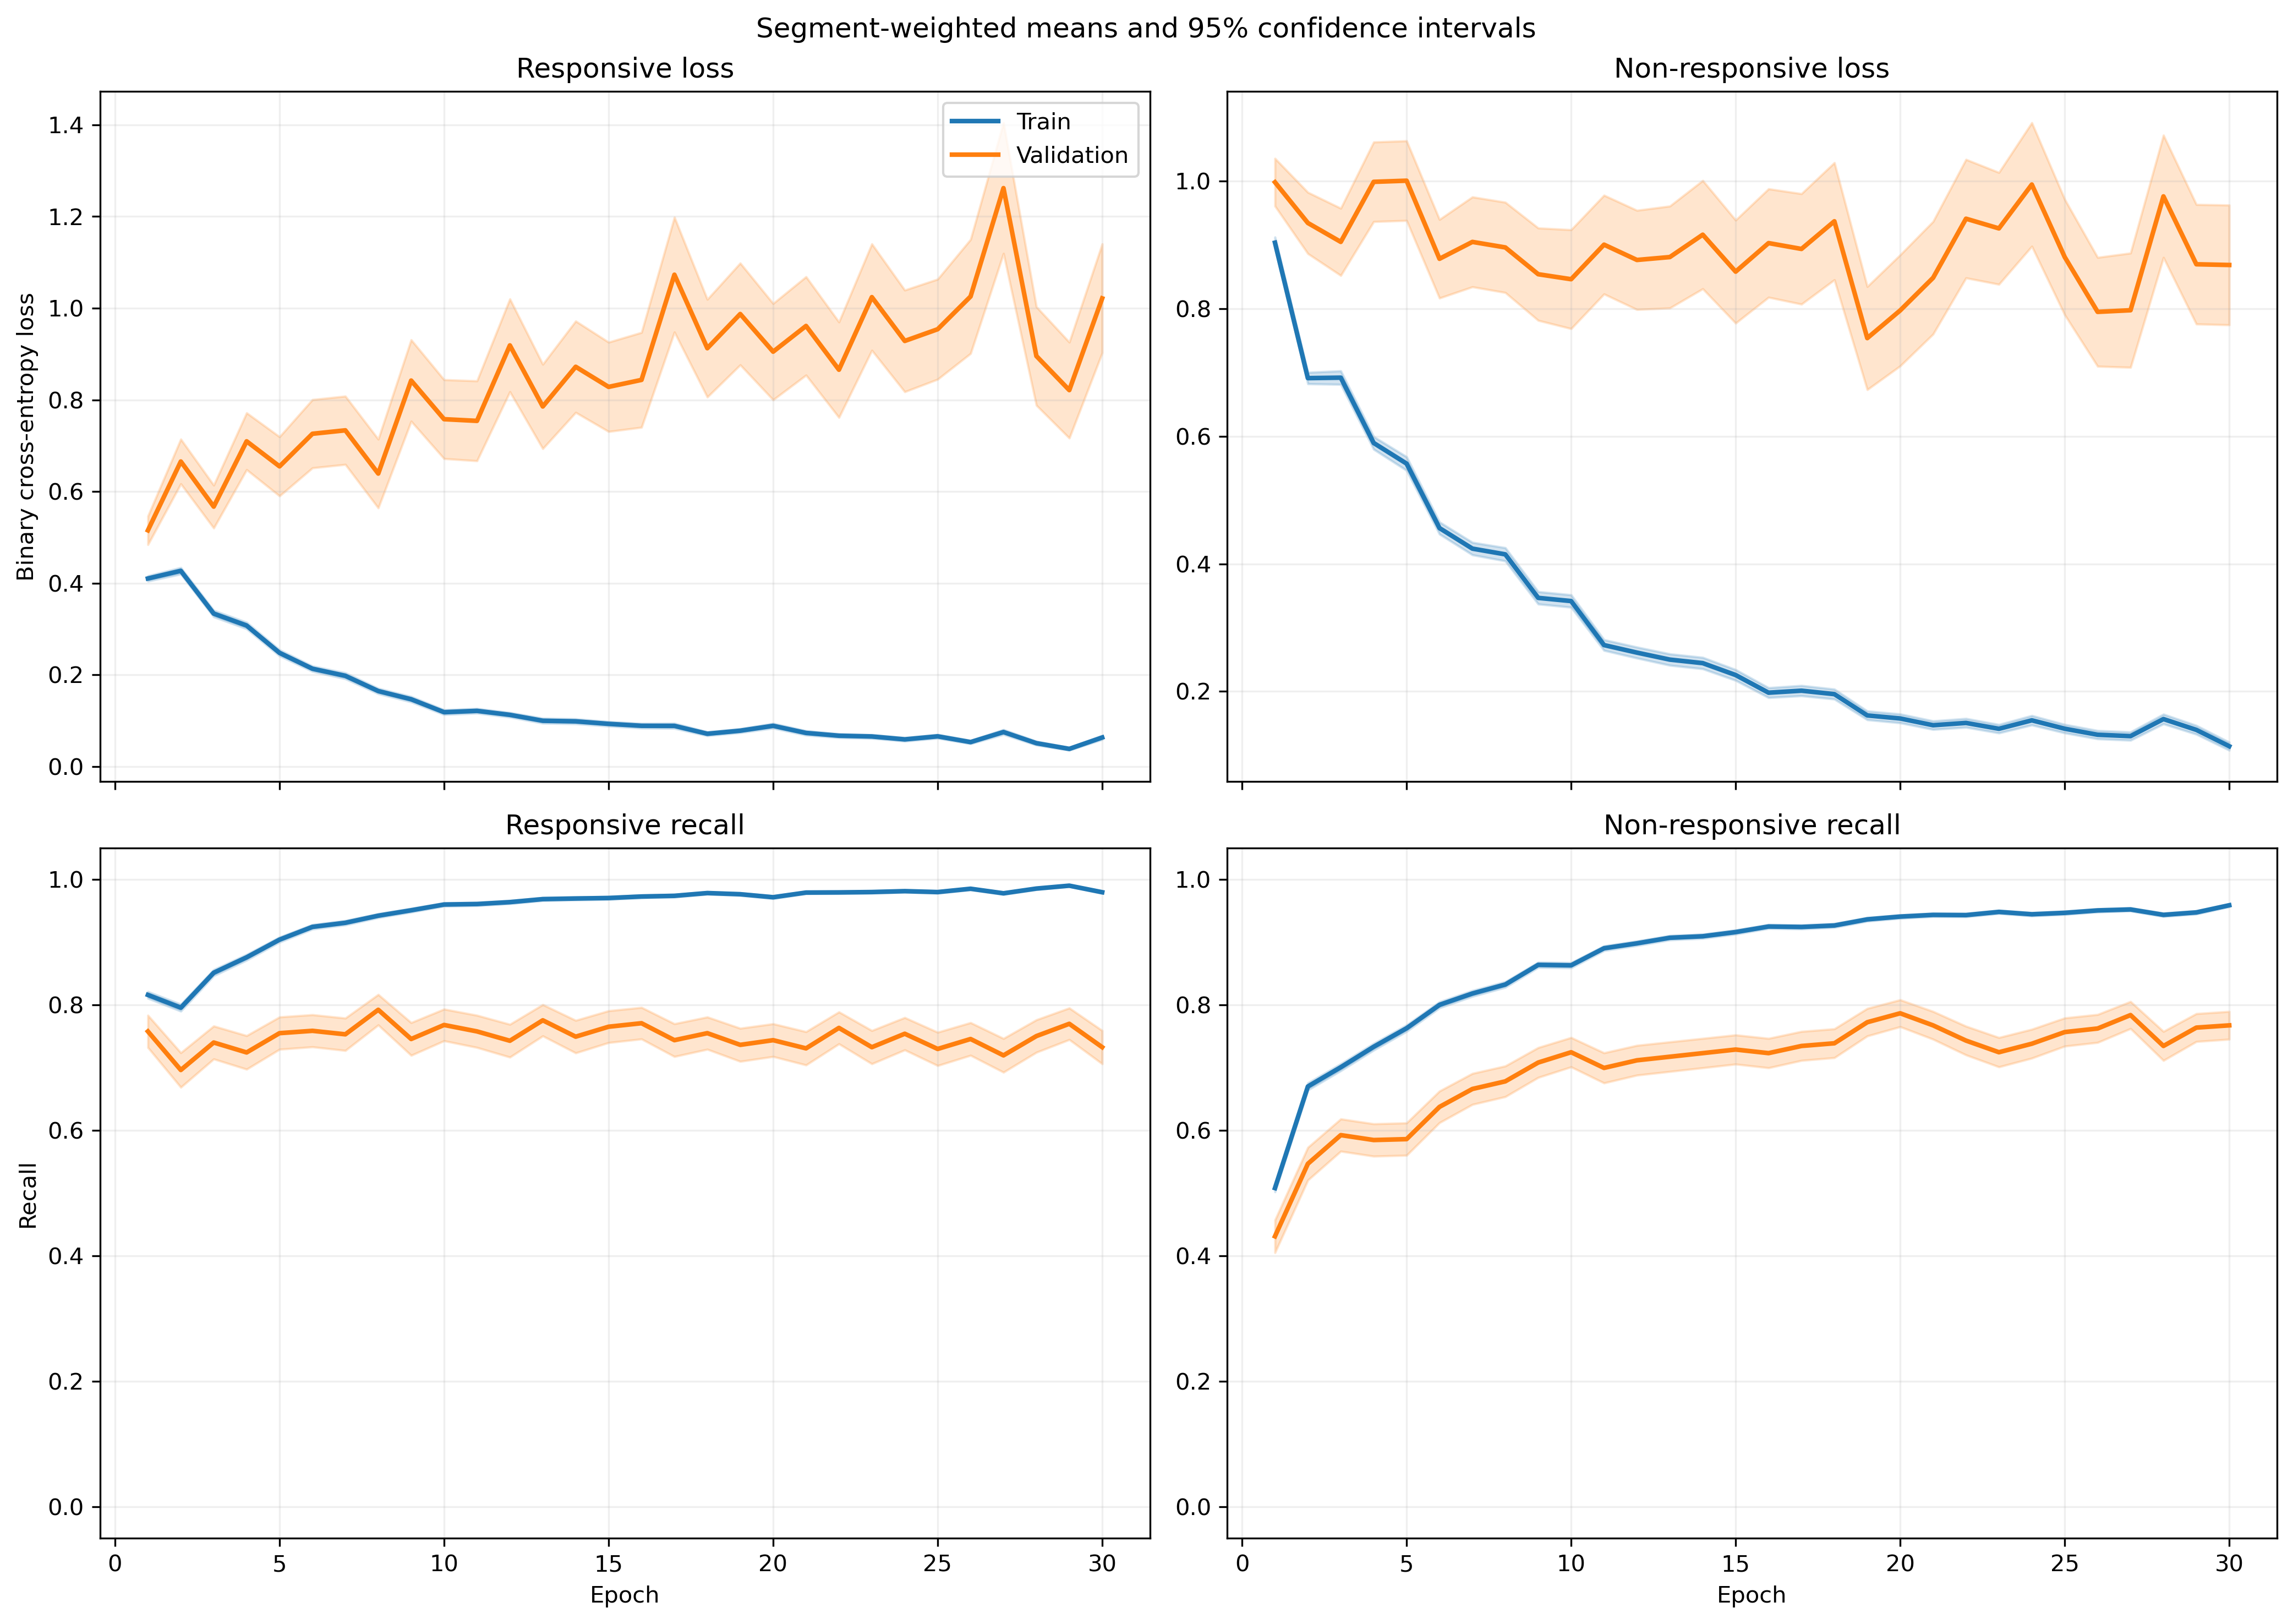 Segment-weighted means and 95% confidence intervals
Responsive loss
Non-responsive loss
Binary cross-entropy loss
1.4
1.2
1.0
0.8
0.6
0.4
0.2
0.0
Train
Validation
1.0
0.8
0.6
0.4
0.2
Responsive recall
Non-responsive recall
Recall
1.0
0.8
0.6
0.4
0.2
0.0
0 5 10 15 20 25 30
Epoch
1.0
0.8
0.6
0.4
0.2
0.0
0 5 10 15 20 25 30
Epoch